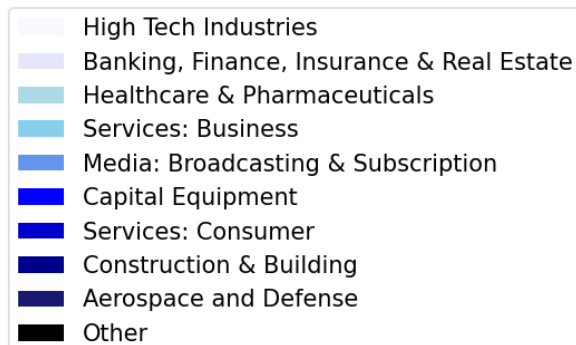 High Tech Industries
Banking, Finance, Insurance & Real Estate
Healthcare & Pharmaceuticals
Services: Business
Media: Broadcasting & Subscription
Capital Equipment
Services: Consumer
Construction & Building
Aerospace and Defense
Other